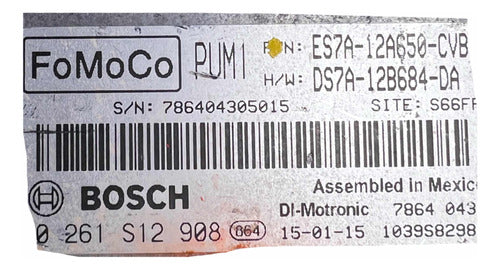 FoMoCo PUM1 P/N: ES7A-12A650-CVB
H/W: DS7A-12B684-DA
S/N: 786404305015 SITE: S66FF
BOSCH Assembled in Mexico
DI-Motronic 7864 043
0 261 S12 908 864 15-01-15 1039S8298